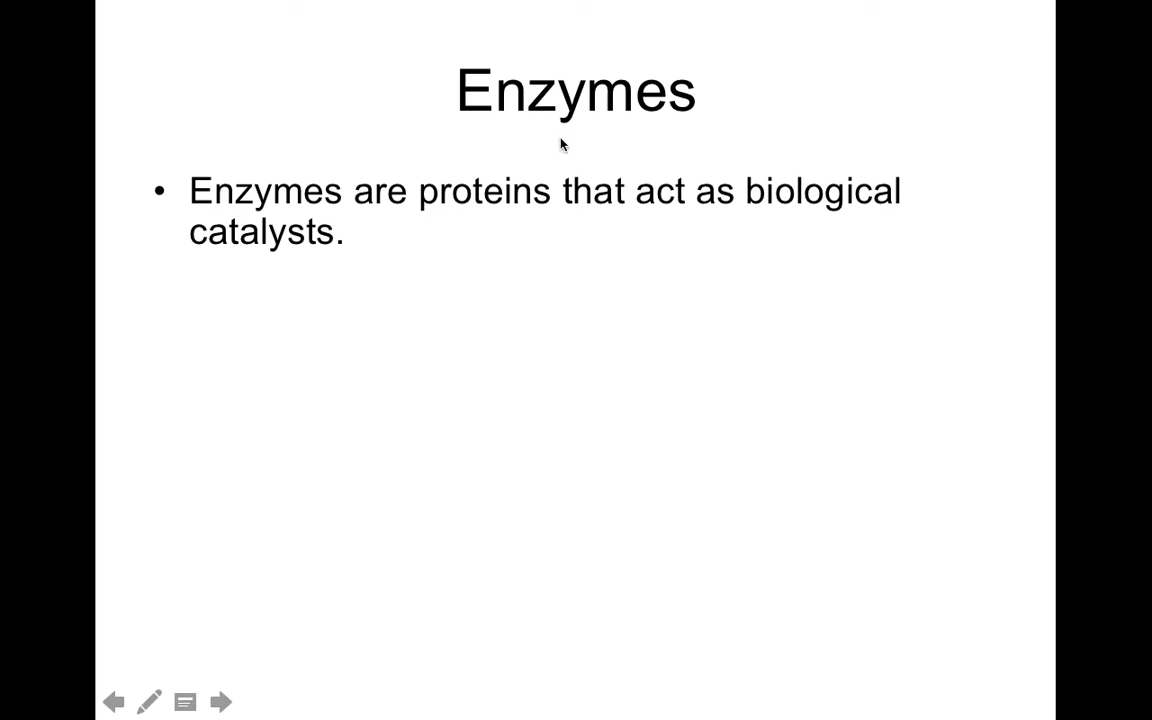 Enzymes
• Enzymes are proteins that act as biological
catalysts.